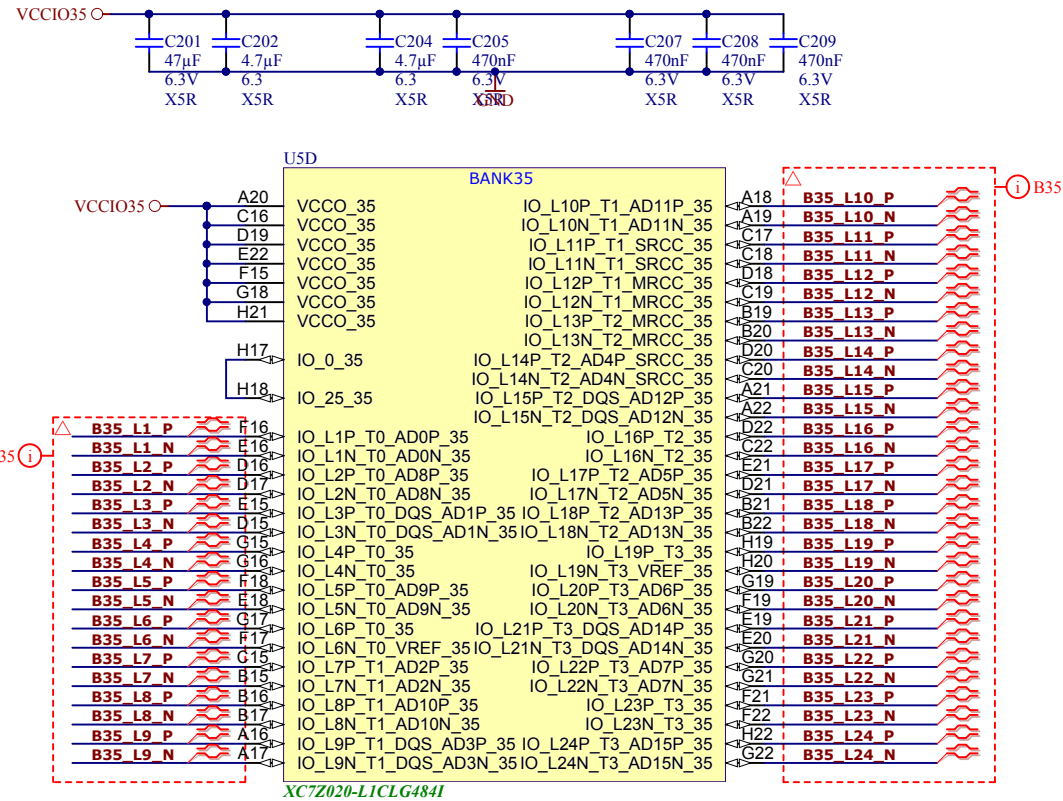 VCCIO35
C201
47µF
6.3V
X5R
C202
4.7µF
6.3
X5R
C204
4.7µF
6.3
X5R
C205
470nF
6.3V
X5R
GND
C207
470nF
6.3V
X5R
C208
470nF
6.3V
X5R
C209
470nF
6.3V
X5R
U5D
BANK35
VCCIO35
A20 VCCO_35
C16 VCCO_35
D19 VCCO_35
E22 VCCO_35
F15 VCCO_35
G18 VCCO_35
H21 VCCO_35
H17 IO_0_35
H18 IO_25_35
35 i
B35_L1_P F16 IO_L1P_T0_AD0P_35
B35_L1_N E16 IO_L1N_T0_AD0N_35
B35_L2_P D16 IO_L2P_T0_AD8P_35
B35_L2_N D17 IO_L2N_T0_AD8N_35
B35_L3_P E15 IO_L3P_T0_DQS_AD1P_35
B35_L3_N D15 IO_L3N_T0_DQS_AD1N_35
B35_L4_P G15 IO_L4P_T0_35
B35_L4_N G16 IO_L4N_T0_35
B35_L5_P F18 IO_L5P_T0_AD9P_35
B35_L5_N E18 IO_L5N_T0_AD9N_35
B35_L6_P G17 IO_L6P_T0_35
B35_L6_N F17 IO_L6N_T0_VREF_35
B35_L7_P C15 IO_L7P_T1_AD2P_35
B35_L7_N B15 IO_L7N_T1_AD2N_35
B35_L8_P B16 IO_L8P_T1_AD10P_35
B35_L8_N B17 IO_L8N_T1_AD10N_35
B35_L9_P A16 IO_L9P_T1_DQS_AD3P_35
B35_L9_N A17 IO_L9N_T1_DQS_AD3N_35
IO_L10P_T1_AD11P_35 A18 B35_L10_P
IO_L10N_T1_AD11N_35 A19 B35_L10_N
IO_L11P_T1_SRCC_35 C17 B35_L11_P
IO_L11N_T1_SRCC_35 C18 B35_L11_N
IO_L12P_T1_MRCC_35 D18 B35_L12_P
IO_L12N_T1_MRCC_35 C19 B35_L12_N
IO_L13P_T2_MRCC_35 B19 B35_L13_P
IO_L13N_T2_MRCC_35 B20 B35_L13_N
IO_L14P_T2_AD4P_SRCC_35 D20 B35_L14_P
IO_L14N_T2_AD4N_SRCC_35 C20 B35_L14_N
IO_L15P_T2_DQS_AD12P_35 A21 B35_L15_P
IO_L15N_T2_DQS_AD12N_35 A22 B35_L15_N
IO_L16P_T2_35 D22 B35_L16_P
IO_L16N_T2_35 C22 B35_L16_N
IO_L17P_T2_AD5P_35 E21 B35_L17_P
IO_L17N_T2_AD5N_35 D21 B35_L17_N
IO_L18P_T2_AD13P_35 B21 B35_L18_P
IO_L18N_T2_AD13N_35 B22 B35_L18_N
IO_L19P_T3_35 H19 B35_L19_P
IO_L19N_T3_VREF_35 H20 B35_L19_N
IO_L20P_T3_AD6P_35 G19 B35_L20_P
IO_L20N_T3_AD6N_35 F19 B35_L20_N
IO_L21P_T3_DQS_AD14P_35 E19 B35_L21_P
IO_L21N_T3_DQS_AD14N_35 E20 B35_L21_N
IO_L22P_T3_AD7P_35 G20 B35_L22_P
IO_L22N_T3_AD7N_35 G21 B35_L22_N
IO_L23P_T3_35 F21 B35_L23_P
IO_L23N_T3_35 F22 B35_L23_N
IO_L24P_T3_AD15P_35 H22 B35_L24_P
IO_L24N_T3_AD15N_35 G22 B35_L24_N
i B35
XC7Z020-L1CLG484I